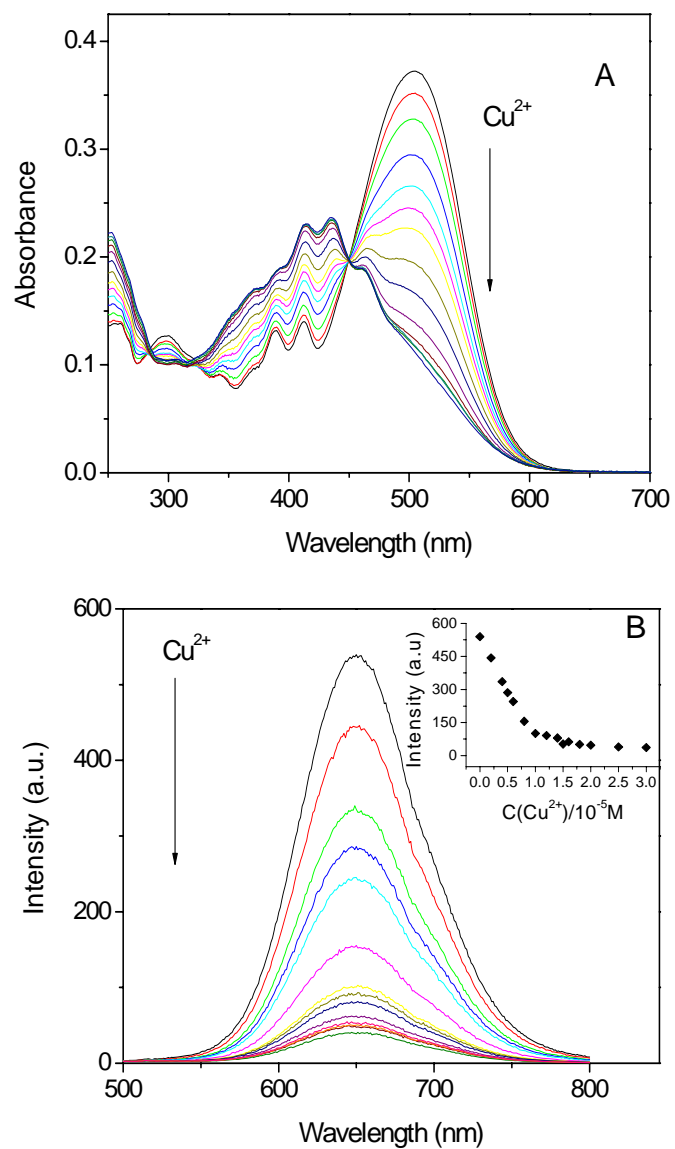 A
Cu²⁺
0.4
0.3
0.2
0.1
0.0
Absorbance
300 400 500 600 700
Wavelength (nm)
B
Cu²⁺
600
400
200
0
Intensity (a.u.)
500 600 700 800
Wavelength (nm)
600
450
300
150
0
Intensity (a.u)
0.0 0.5 1.0 1.5 2.0 2.5 3.0
C(Cu²⁺)/10⁻⁵M